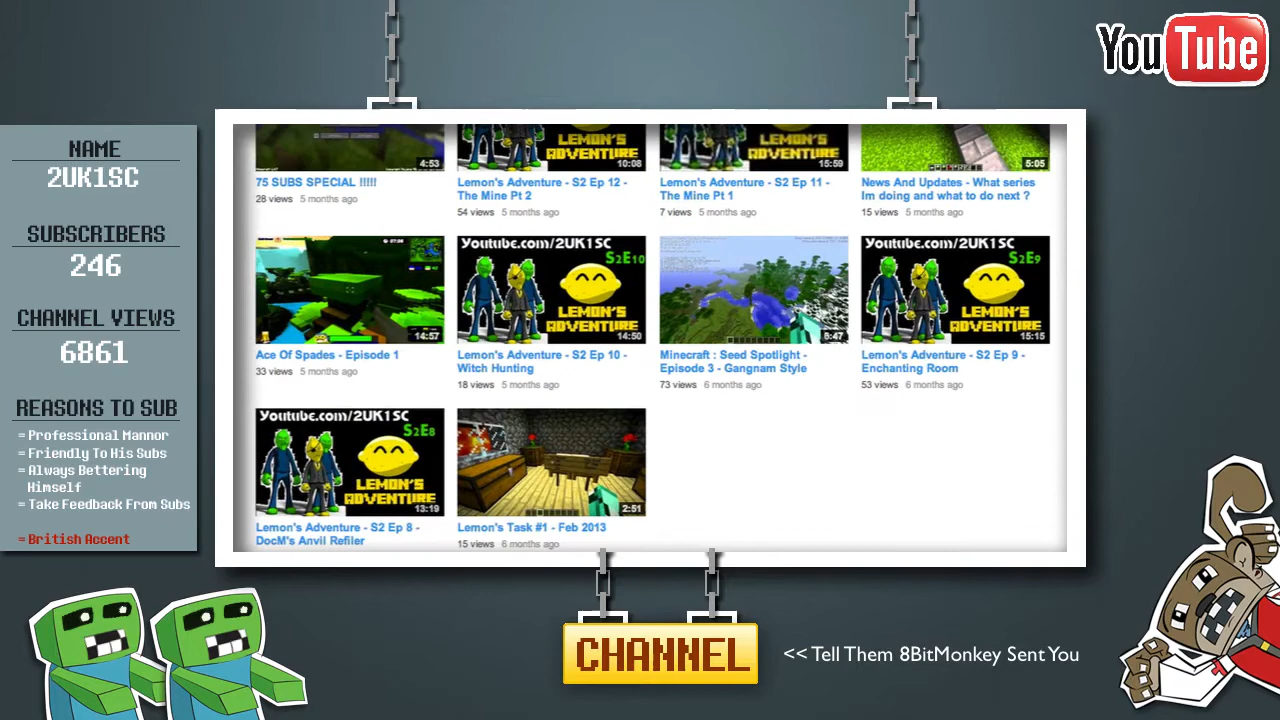 You Tube
NAME
2UK1SC
SUBSCRIBERS
246
CHANNEL VIEWS
6861
REASONS TO SUB
= Professional Mannor
= Friendly To His Subs
= Always Bettering
Himself
= Take Feedback From Subs
= British Accent
4:53
LEMON'S
ADVENTURE
10:08
LEMON'S
ADVENTURE
15:59
5:05
75 SUBS SPECIAL !!!!!
28 views 5 months ago
Lemon's Adventure - S2 Ep 12 -
The Mine Pt 2
54 views 5 months ago
Lemon's Adventure - S2 Ep 11 -
The Mine Pt 1
7 views 5 months ago
News And Updates - What series
Im doing and what to do next ?
15 views 5 months ago
14:57
Youtube.com/2UK1SC
S2E10
LEMON'S
ADVENTURE
14:50
5:47
Youtube.com/2UK1SC
S2E9
LEMON'S
ADVENTURE
15:15
Ace Of Spades - Episode 1
33 views 5 months ago
Lemon's Adventure - S2 Ep 10 -
Witch Hunting
18 views 5 months ago
Minecraft : Seed Spotlight -
Episode 3 - Gangnam Style
73 views 6 months ago
Lemon's Adventure - S2 Ep 9 -
Enchanting Room
53 views 6 months ago
Youtube.com/2UK1SC
S2E8
LEMON'S
ADVENTURE
13:19
2:51
Lemon's Adventure - S2 Ep 8 -
DocM's Anvil Refiler
Lemon's Task #1 - Feb 2013
15 views 6 months ago
CHANNEL
<< Tell Them 8BitMonkey Sent You